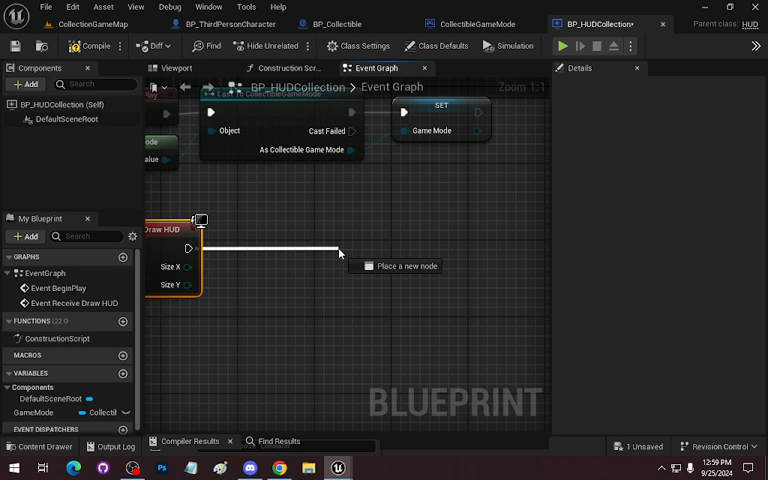 File Edit Asset View Debug Window Tools Help
CollectionGameMap BP_ThirdPersonCharacter BP_Collectible CollectibleGameMode BP_HUDCollection* Parent class: HUD
Compile Diff Find Hide Unrelated Class Settings Class Defaults Simulation
Components Viewport Construction Scr... Event Graph Details
+ Add Search
BP_HUDCollection > Event Graph Zoom 1:1
BP_HUDCollection (Self)
DefaultSceneRoot
Cast To CollectibleGameMode
SET
Object Cast Failed Game Mode
As Collectible Game Mode
My Blueprint
+ Add Search
Draw HUD
Size X
Size Y
Place a new node.
GRAPHS
EventGraph
Event BeginPlay
Event Receive Draw HUD
FUNCTIONS (22 O
ConstructionScript
MACROS
VARIABLES
Components
DefaultSceneRoot
GameMode Collectil
EVENT DISPATCHERS
BLUEPRINT
Compiler Results Find Results
Content Drawer Output Log 1 Unsaved Revision Control
12:59 PM
9/25/2024